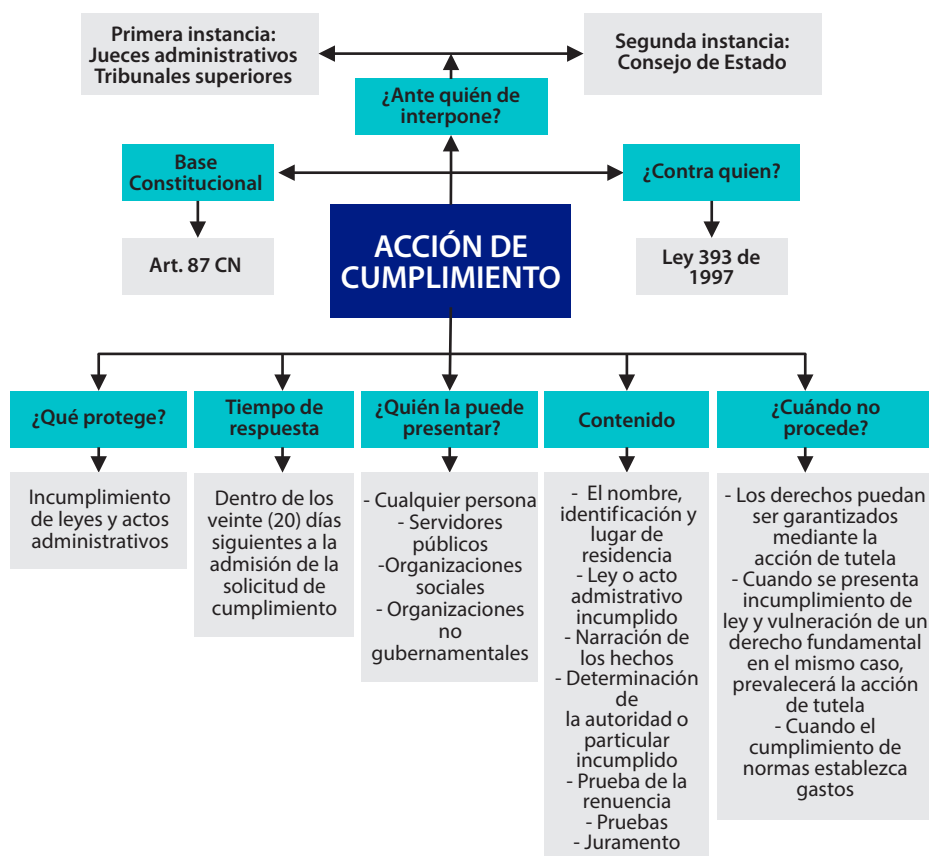 Primera instancia:
Jueces administrativos
Tribunales superiores
Segunda instancia:
Consejo de Estado
¿Ante quién de
interpone?
Base
Constitucional
¿Contra quien?
Art. 87 CN
ACCIÓN DE
CUMPLIMIENTO
Ley 393 de
1997
¿Qué protege?
Tiempo de
respuesta
¿Quién la puede
presentar?
Contenido
¿Cuándo no
procede?
Incumplimiento
de leyes y actos
administrativos
Dentro de los
veinte (20) días
siguientes a la
admisión de la
solicitud de
cumplimiento
- Cualquier persona
- Servidores
públicos
-Organizaciones
sociales
- Organizaciones
no
gubernamentales
- El nombre,
identificación y
lugar de
residencia
- Ley o acto
admistrativo
incumplido
- Narración de
los hechos
- Determinación
de
la autoridad o
particular
incumplido
- Prueba de la
renuencia
- Pruebas
- Juramento
- Los derechos puedan
ser garantizados
mediante la
acción de tutela
- Cuando se presenta
incumplimiento de
ley y vulneración de un
derecho fundamental
en el mismo caso,
prevalecerá la acción
de tutela
- Cuando el
cumplimiento de
normas establezca
gastos